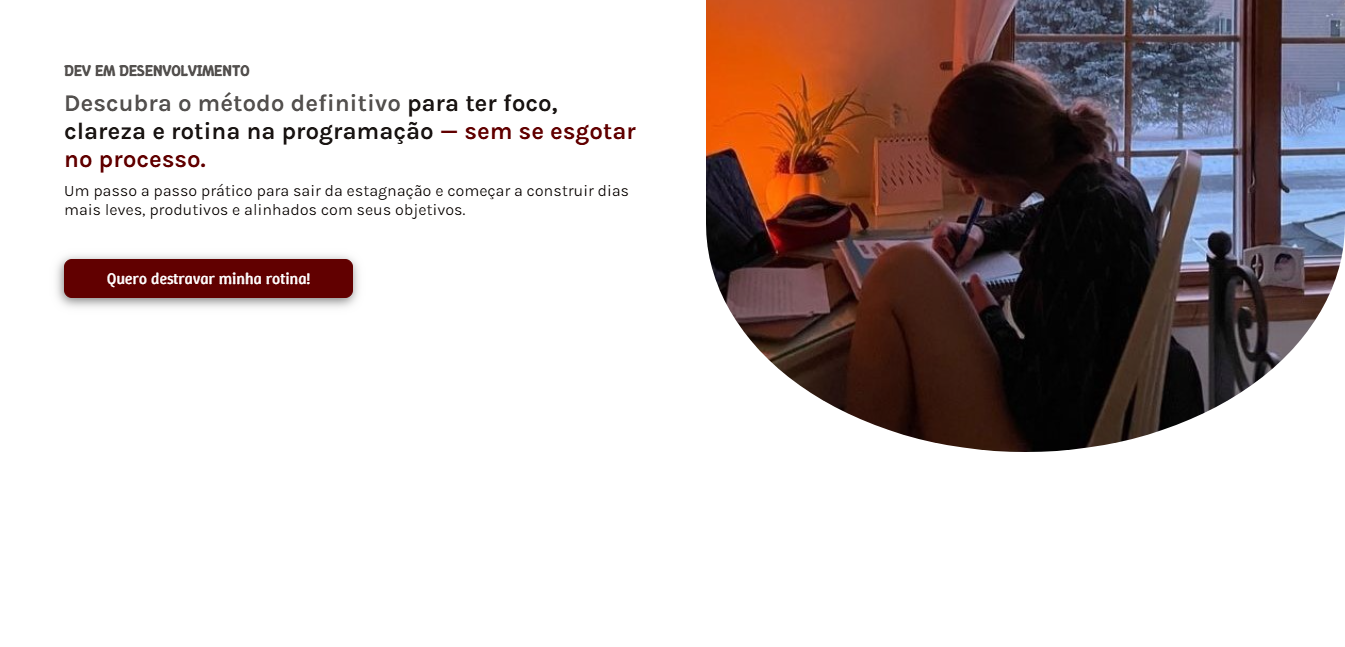 DEV EM DESENVOLVIMENTO
Descubra o método definitivo para ter foco,
clareza e rotina na programação — sem se esgotar
no processo.
Um passo a passo prático para sair da estagnação e começar a construir dias
mais leves, produtivos e alinhados com seus objetivos.
Quero destravar minha rotina!